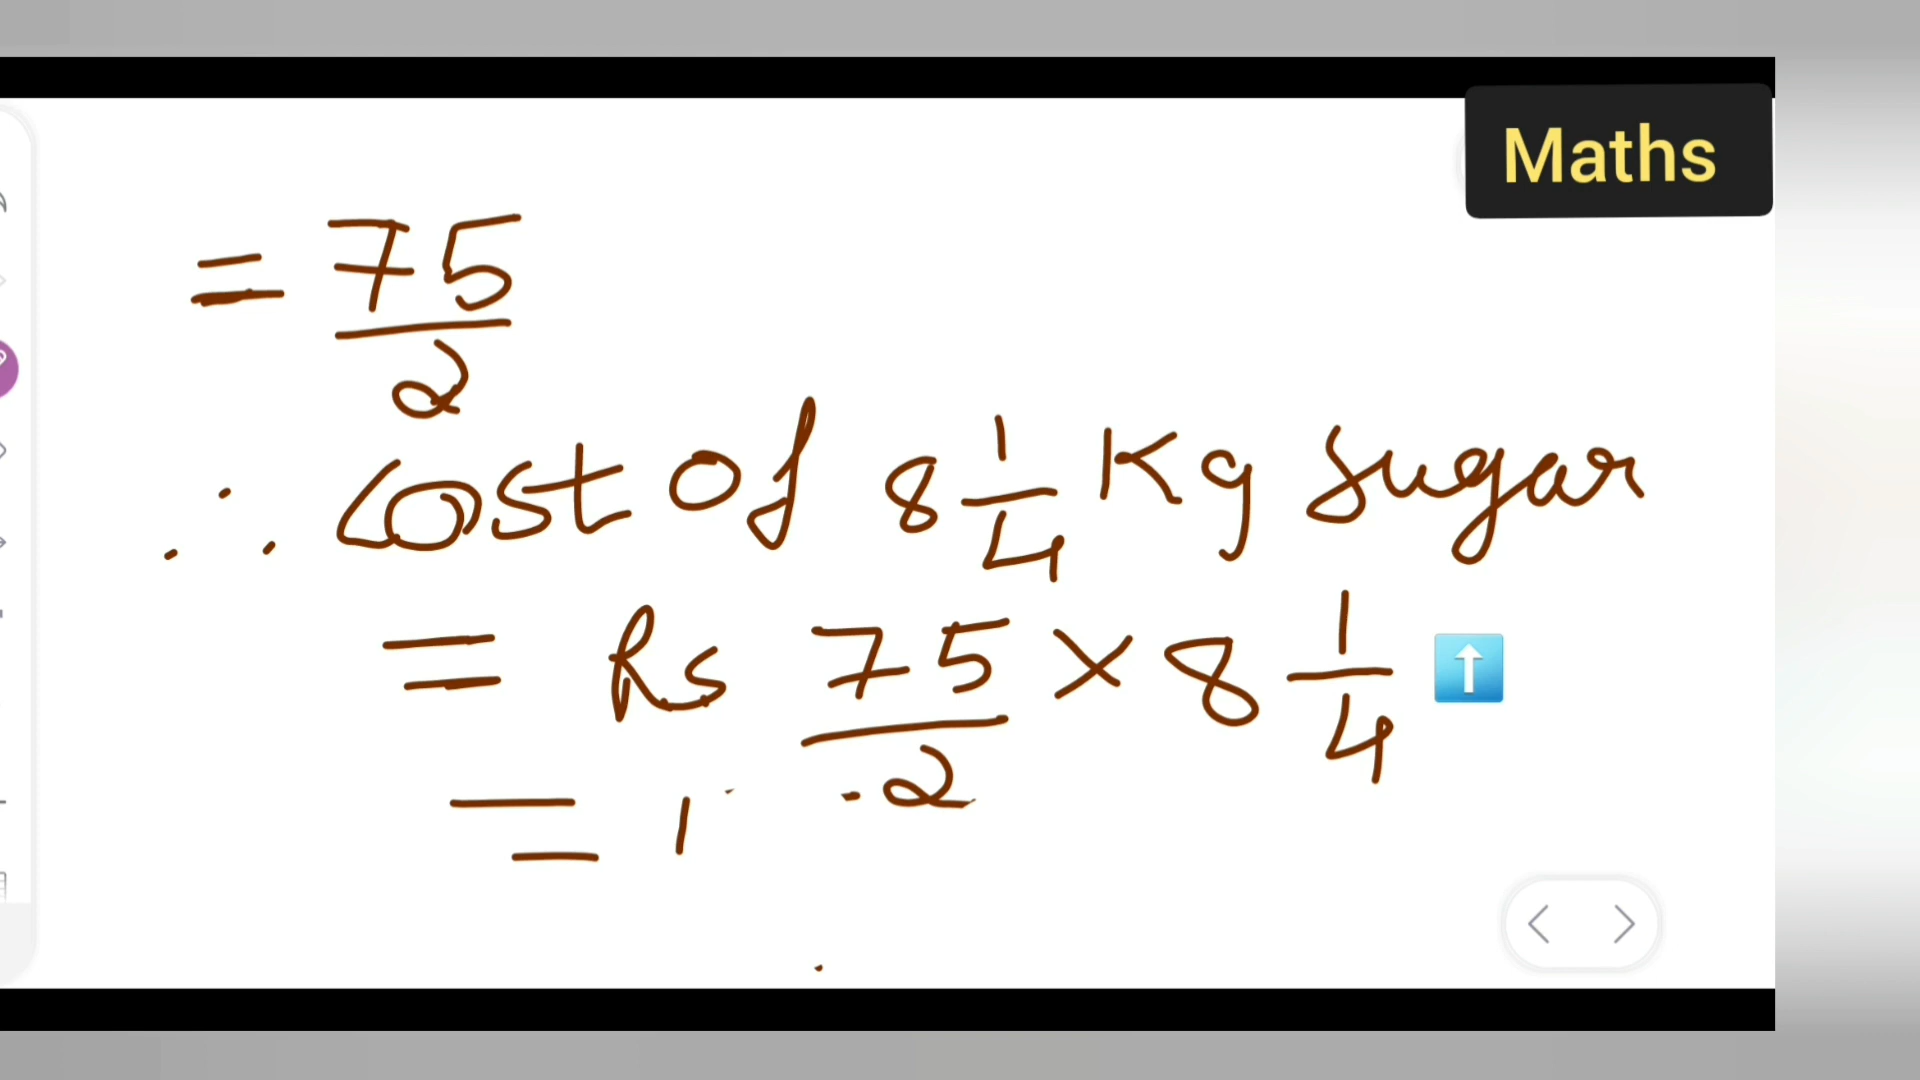 Maths
= 75/2
∴ Cost of 8 1/4 Kg sugar
= Rs 75/2 × 8 1/4
=